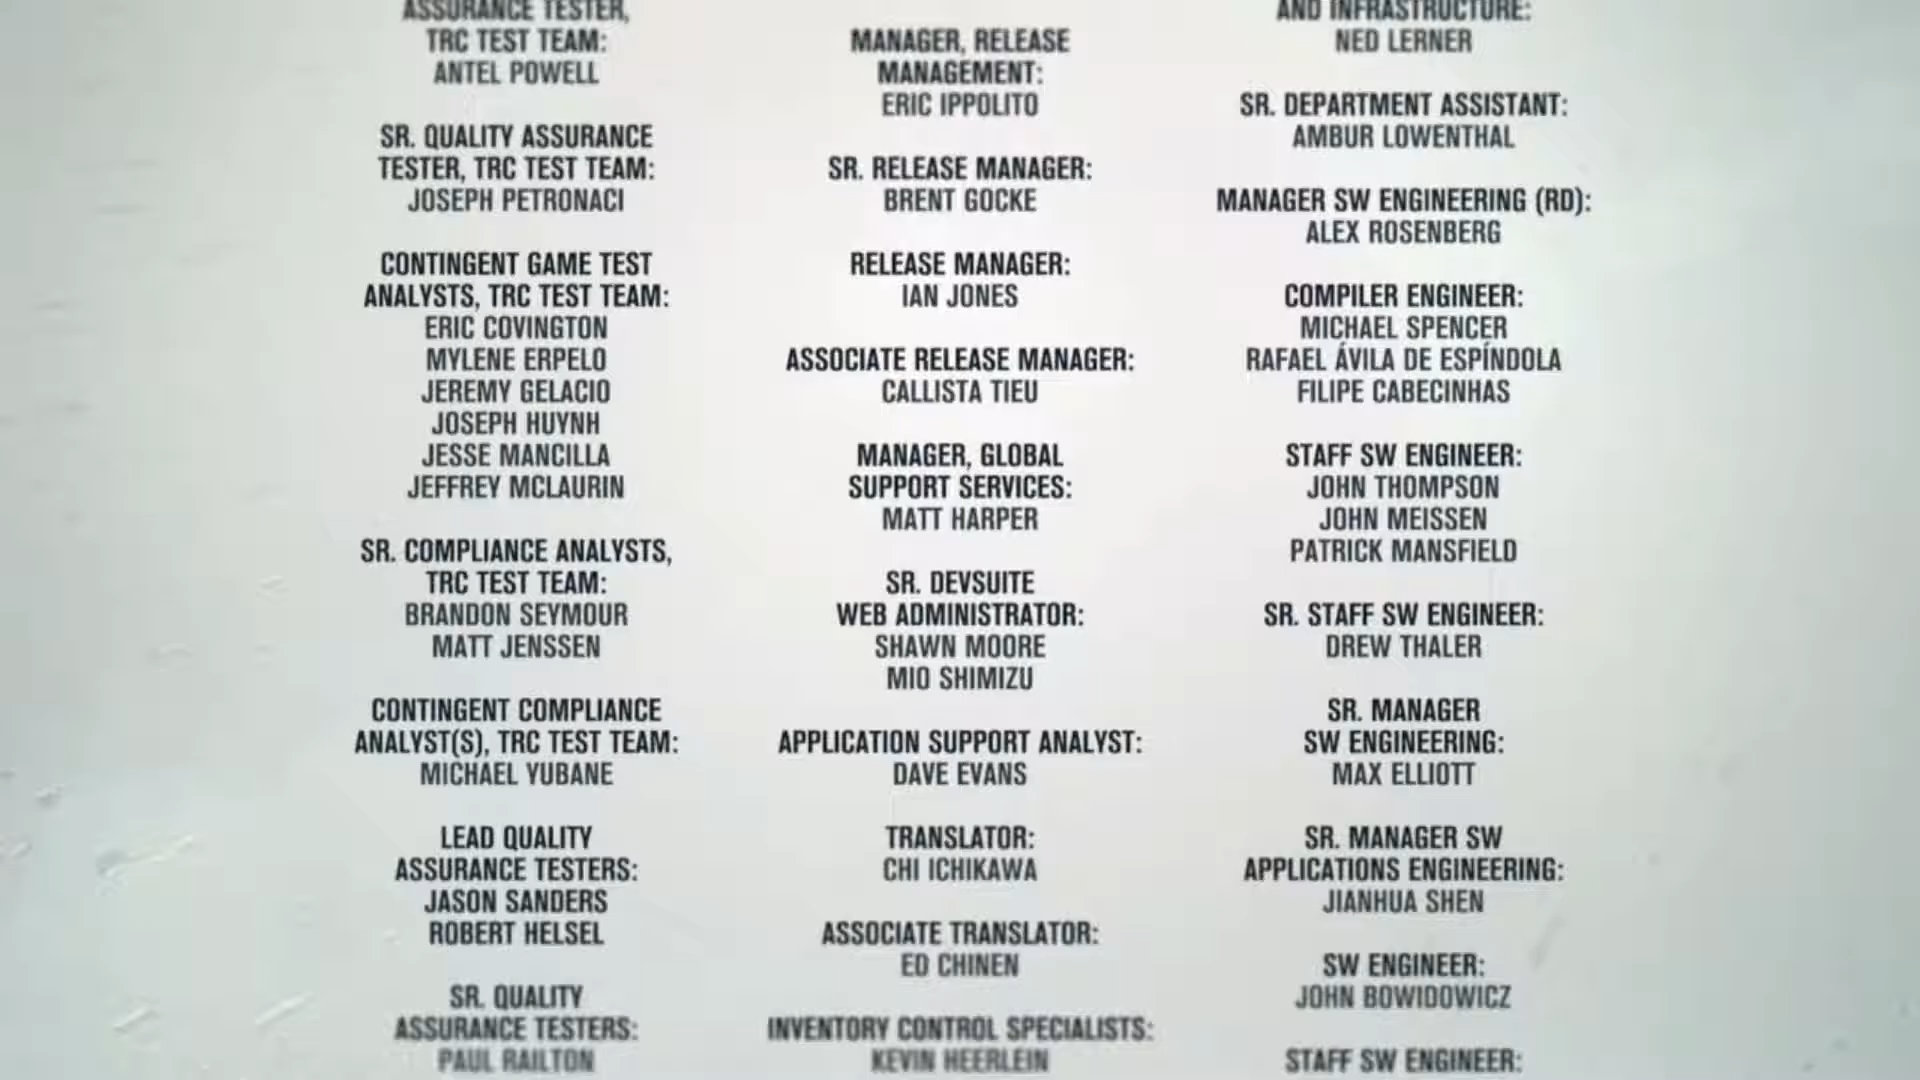 ASSURANCE TESTER,
TRC TEST TEAM:
ANTEL POWELL
SR. QUALITY ASSURANCE
TESTER, TRC TEST TEAM:
JOSEPH PETRONACI
CONTINGENT GAME TEST
ANALYSTS, TRC TEST TEAM:
ERIC COVINGTON
MYLENE ERPELO
JEREMY GELACIO
JOSEPH HUYNH
JESSE MANCILLA
JEFFREY MCLAURIN
SR. COMPLIANCE ANALYSTS,
TRC TEST TEAM:
BRANDON SEYMOUR
MATT JENSSEN
CONTINGENT COMPLIANCE
ANALYST(S), TRC TEST TEAM:
MICHAEL YUBANE
LEAD QUALITY
ASSURANCE TESTERS:
JASON SANDERS
ROBERT HELSEL
SR. QUALITY
ASSURANCE TESTERS:
PAUL RAILTON
MANAGER, RELEASE
MANAGEMENT:
ERIC IPPOLITO
SR. RELEASE MANAGER:
BRENT GOCKE
RELEASE MANAGER:
IAN JONES
ASSOCIATE RELEASE MANAGER:
CALLISTA TIEU
MANAGER, GLOBAL
SUPPORT SERVICES:
MATT HARPER
SR. DEVSUITE
WEB ADMINISTRATOR:
SHAWN MOORE
MIO SHIMIZU
APPLICATION SUPPORT ANALYST:
DAVE EVANS
TRANSLATOR:
CHI ICHIKAWA
ASSOCIATE TRANSLATOR:
ED CHINEN
INVENTORY CONTROL SPECIALISTS:
KEVIN HEERLEIN
AND INFRASTRUCTURE:
NED LERNER
SR. DEPARTMENT ASSISTANT:
AMBUR LOWENTHAL
MANAGER SW ENGINEERING (RD):
ALEX ROSENBERG
COMPILER ENGINEER:
MICHAEL SPENCER
RAFAEL ÁVILA DE ESPÍNDOLA
FILIPE CABECINHAS
STAFF SW ENGINEER:
JOHN THOMPSON
JOHN MEISSEN
PATRICK MANSFIELD
SR. STAFF SW ENGINEER:
DREW THALER
SR. MANAGER
SW ENGINEERING:
MAX ELLIOTT
SR. MANAGER SW
APPLICATIONS ENGINEERING:
JIANHUA SHEN
SW ENGINEER:
JOHN BOWIDOWICZ
STAFF SW ENGINEER: